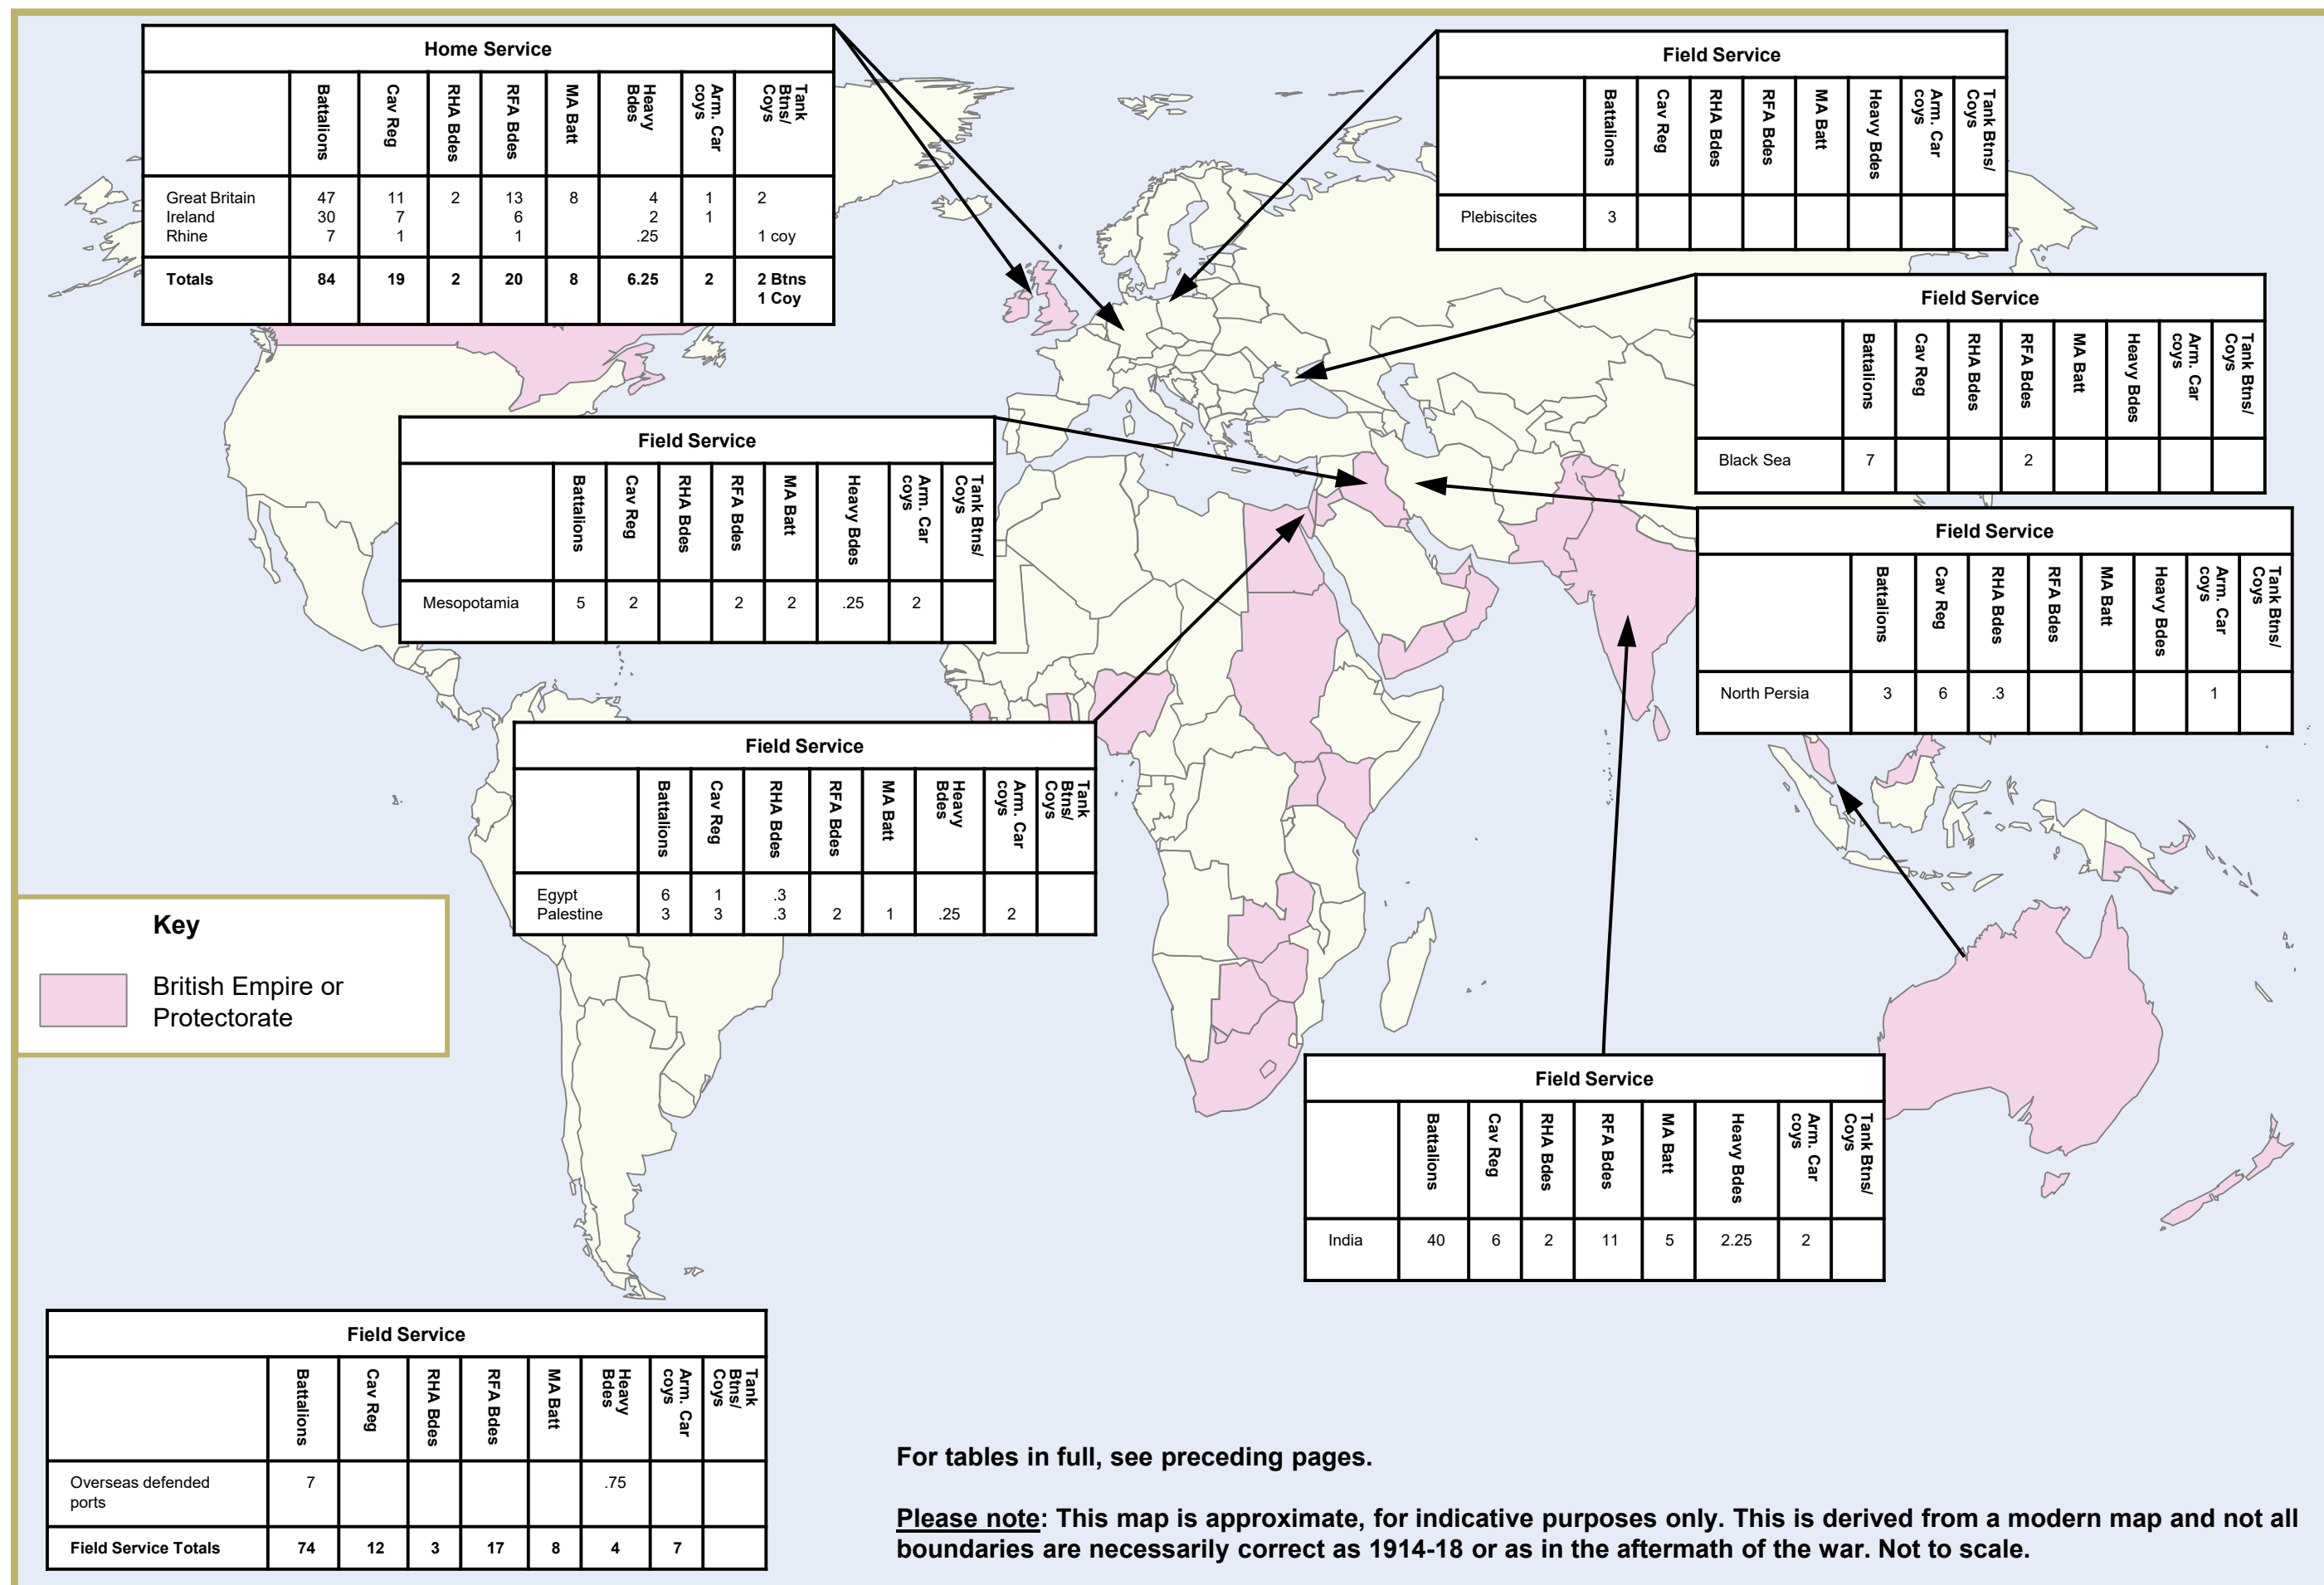 Home Service
Battalions Cav Reg RHA Bdes RFA Bdes MA Batt Heavy Bdes Arm. Car coys Tank Btns/ Coys
Great Britain 47 11 2 13 8 4 1 2
Ireland 30 7 6 2 1
Rhine 7 1 1 .25 1 coy
Totals 84 19 2 20 8 6.25 2 2 Btns
1 Coy
Field Service
Battalions Cav Reg RHA Bdes RFA Bdes MA Batt Heavy Bdes Arm. Car coys Tank Btns/ Coys
Plebiscites 3
Field Service
Battalions Cav Reg RHA Bdes RFA Bdes MA Batt Heavy Bdes Arm. Car coys Tank Btns/ Coys
Black Sea 7 2
Field Service
Battalions Cav Reg RHA Bdes RFA Bdes MA Batt Heavy Bdes Arm. Car coys Tank Btns/ Coys
Mesopotamia 5 2 2 2 .25 2
Field Service
Battalions Cav Reg RHA Bdes RFA Bdes MA Batt Heavy Bdes Arm. Car coys Tank Btns/ Coys
North Persia 3 6 .3 1
Field Service
Battalions Cav Reg RHA Bdes RFA Bdes MA Batt Heavy Bdes Arm. Car coys Tank Btns/ Coys
Egypt 6 1 .3
Palestine 3 3 .3 2 1 .25 2
Key
British Empire or
Protectorate
Field Service
Battalions Cav Reg RHA Bdes RFA Bdes MA Batt Heavy Bdes Arm. Car coys Tank Btns/ Coys
India 40 6 2 11 5 2.25 2
Field Service
Battalions Cav Reg RHA Bdes RFA Bdes MA Batt Heavy Bdes Arm. Car coys Tank Btns/ Coys
Overseas defended 7 .75
ports
Field Service Totals 74 12 3 17 8 4 7
For tables in full, see preceding pages.
Please note: This map is approximate, for indicative purposes only. This is derived from a modern map and not all
boundaries are necessarily correct as 1914-18 or as in the aftermath of the war. Not to scale.